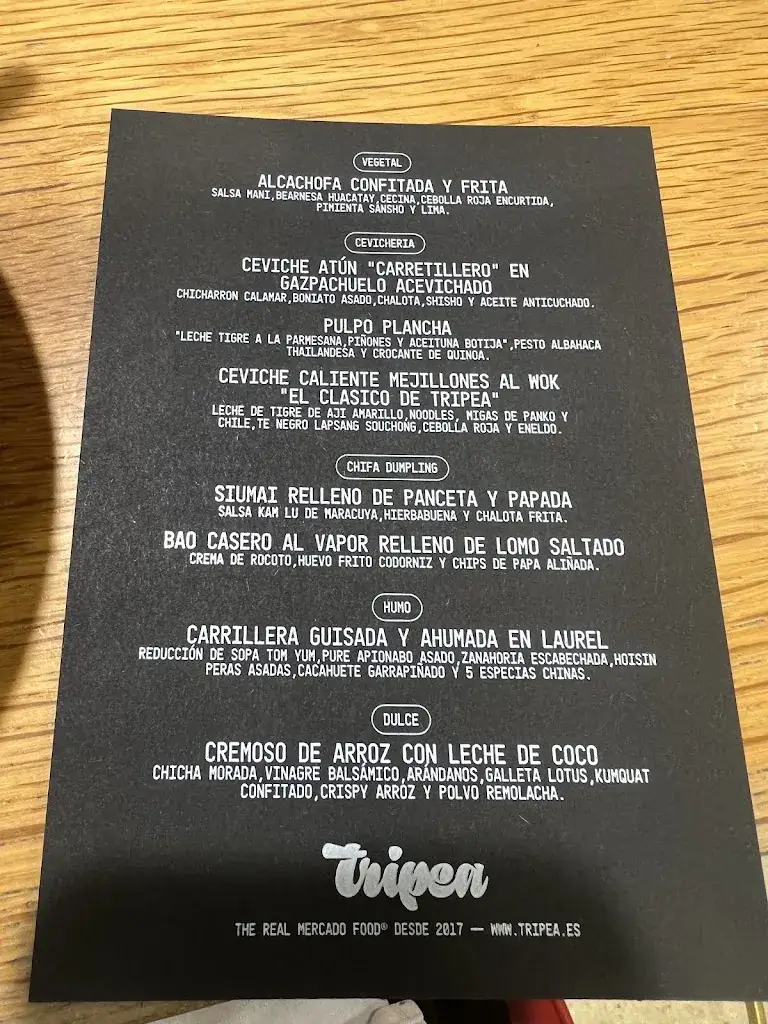 VEGETAL
ALCACHOFA CONFITADA Y FRITA
SALSA MANI,BEARNESA HUACATAY,CECINA,CEBOLLA ROJA ENCURTIDA,
PIMIENTA SANSHO Y LIMA.
CEVICHERIA
CEVICHE ATÚN "CARRETILLERO" EN
GAZPACHUELO ACEVICHADO
CHICHARRON CALAMAR,BONIATO ASADO,CHALOTA,SHISHO Y ACEITE ANTICUCHADO.
PULPO PLANCHA
"LECHE TIGRE A LA PARMESANA,PIÑONES Y ACEITUNA BOTIJA",PESTO ALBAHACA
THAILANDESA Y CROCANTE DE QUINOA.
CEVICHE CALIENTE MEJILLONES AL WOK
"EL CLASICO DE TRIPEA"
LECHE DE TIGRE DE AJI AMARILLO,NOODLES, MIGAS DE PANKO Y
CHILE,TE NEGRO LAPSANG SOUCHONG,CEBOLLA ROJA Y ENELDO.
CHIFA DUMPLING
SIUMAI RELLENO DE PANCETA Y PAPADA
SALSA KAM LU DE MARACUYA,HIERBABUENA Y CHALOTA FRITA.
BAO CASERO AL VAPOR RELLENO DE LOMO SALTADO
CREMA DE ROCOTO,HUEVO FRITO CODORNIZ Y CHIPS DE PAPA ALIÑADA.
HUMO
CARRILLERA GUISADA Y AHUMADA EN LAUREL
REDUCCIÓN DE SOPA TOM YUM,PURE APIONABO ASADO,ZANAHORIA ESCABECHADA,HOISIN
PERAS ASADAS,CACAHUETE GARRAPIÑADO Y 5 ESPECIAS CHINAS.
DULCE
CREMOSO DE ARROZ CON LECHE DE COCO
CHICHA MORADA,VINAGRE BALSÁMICO,ARÁNDANOS,GALLETA LOTUS,KUMQUAT
CONFITADO,CRISPY ARROZ Y POLVO REMOLACHA.
Tripea
THE REAL MERCADO FOOD® DESDE 2017 — WWW.TRIPEA.ES